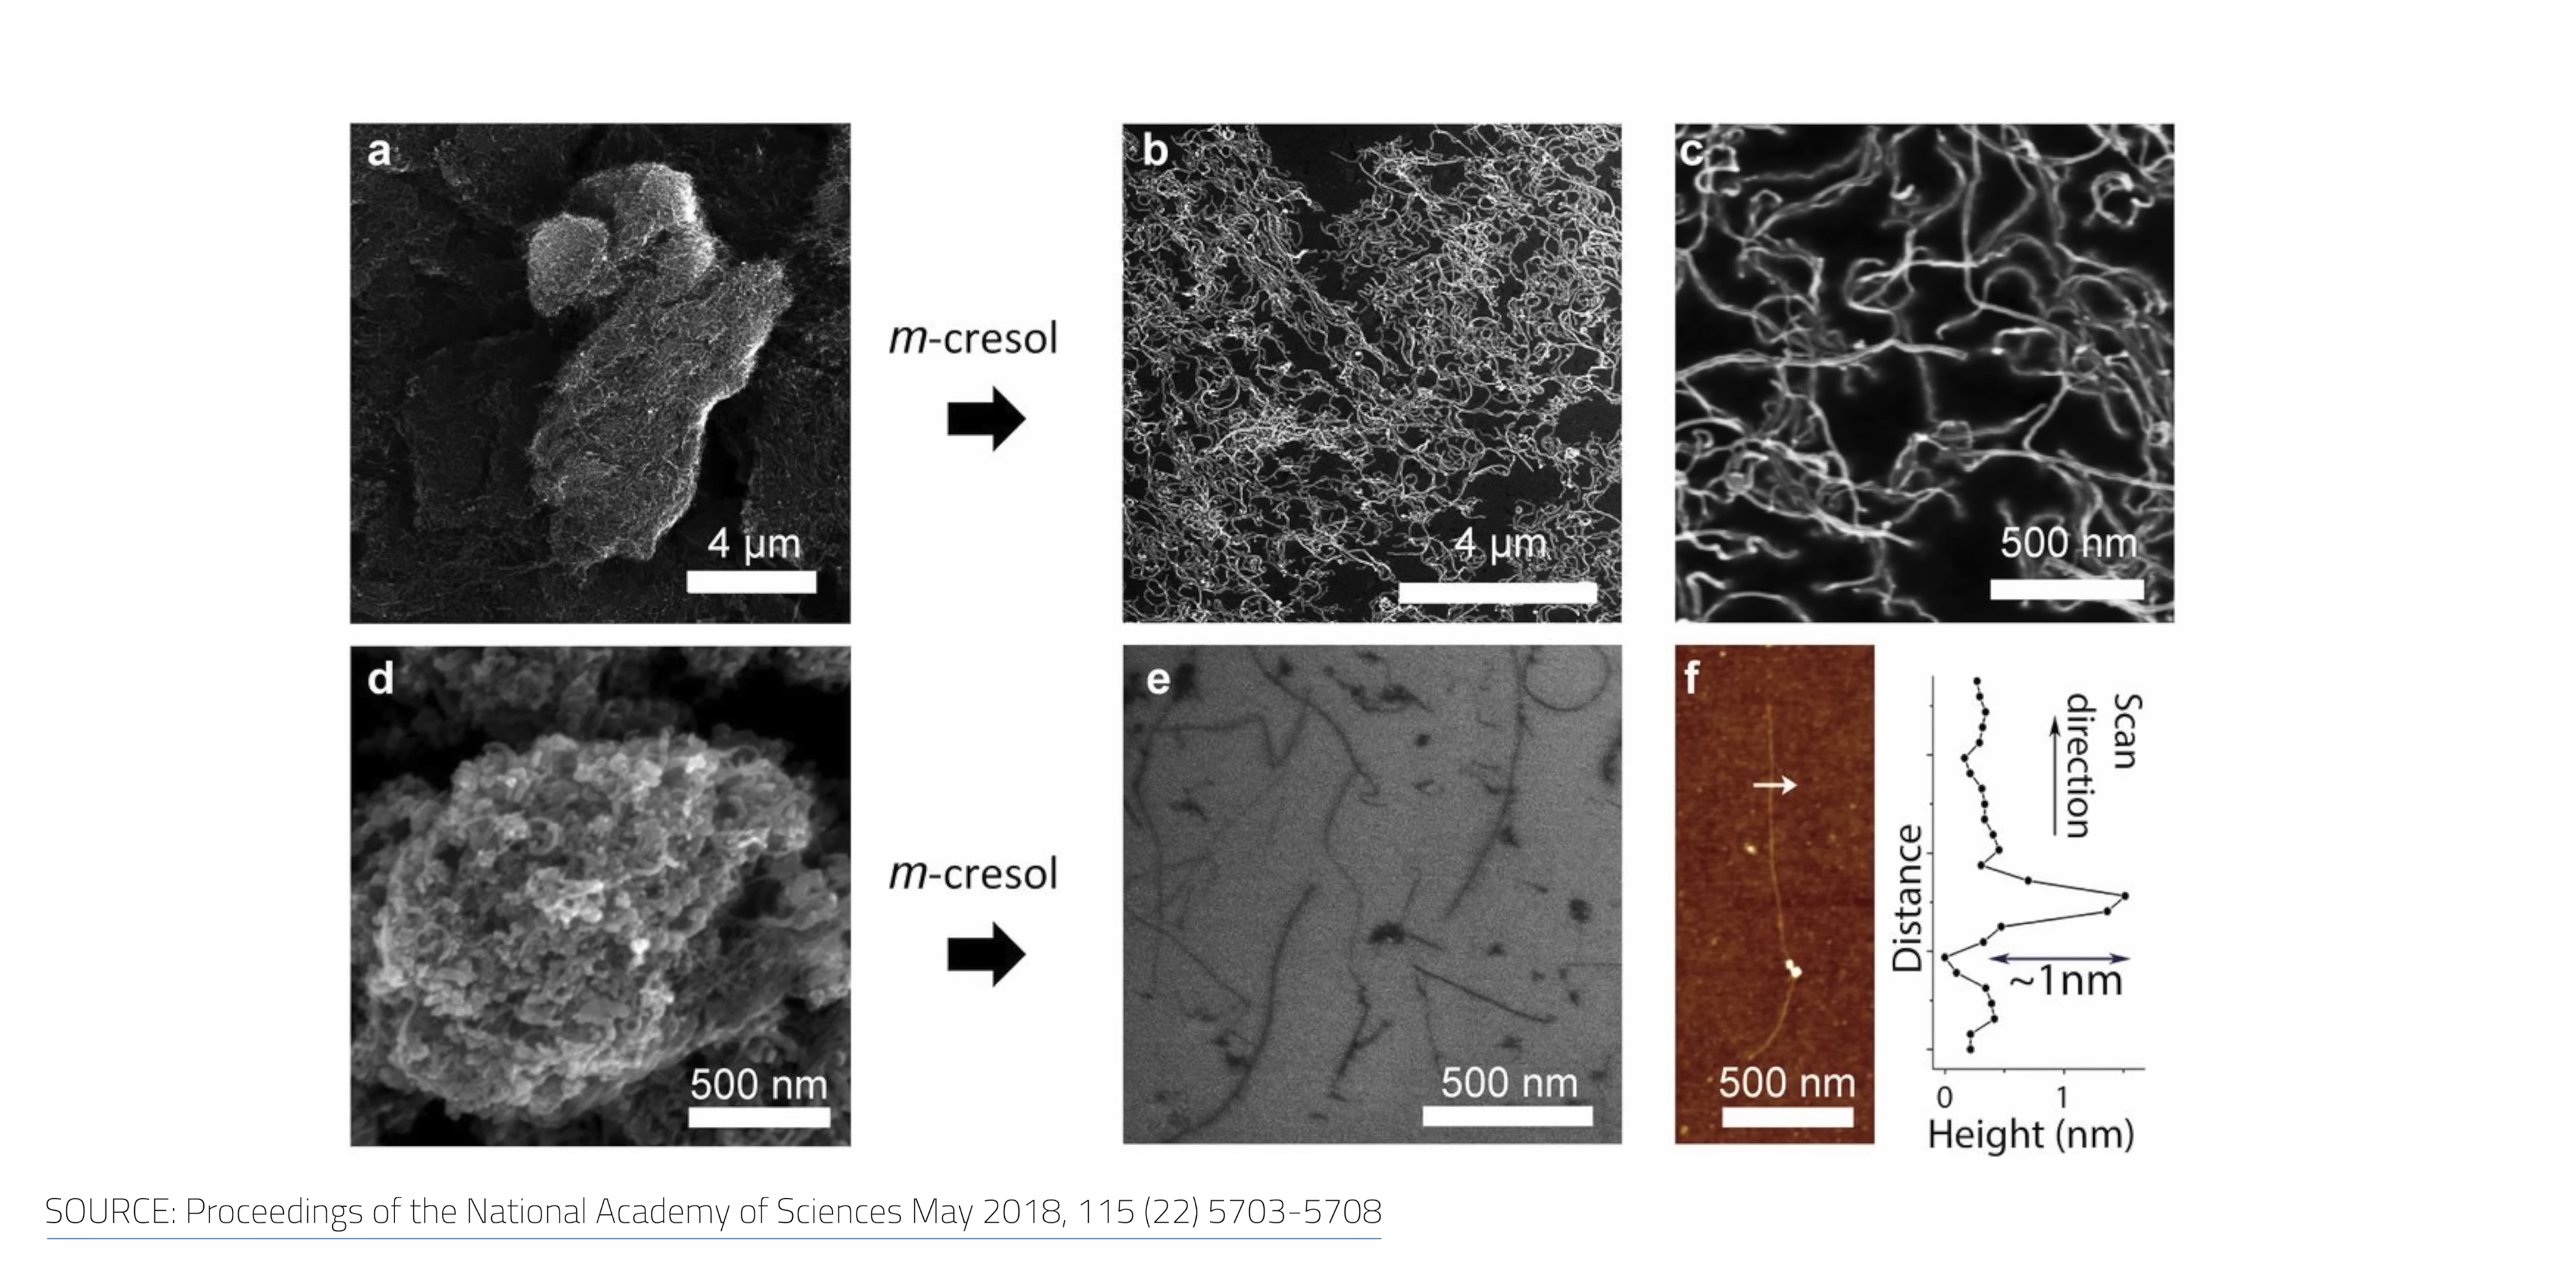 a
4 µm
m-cresol
b
4 µm
c
500 nm
d
500 nm
m-cresol
e
500 nm
f
500 nm
Scan
direction
Distance
~1nm
0
1
Height (nm)
SOURCE: Proceedings of the National Academy of Sciences May 2018, 115 (22) 5703-5708